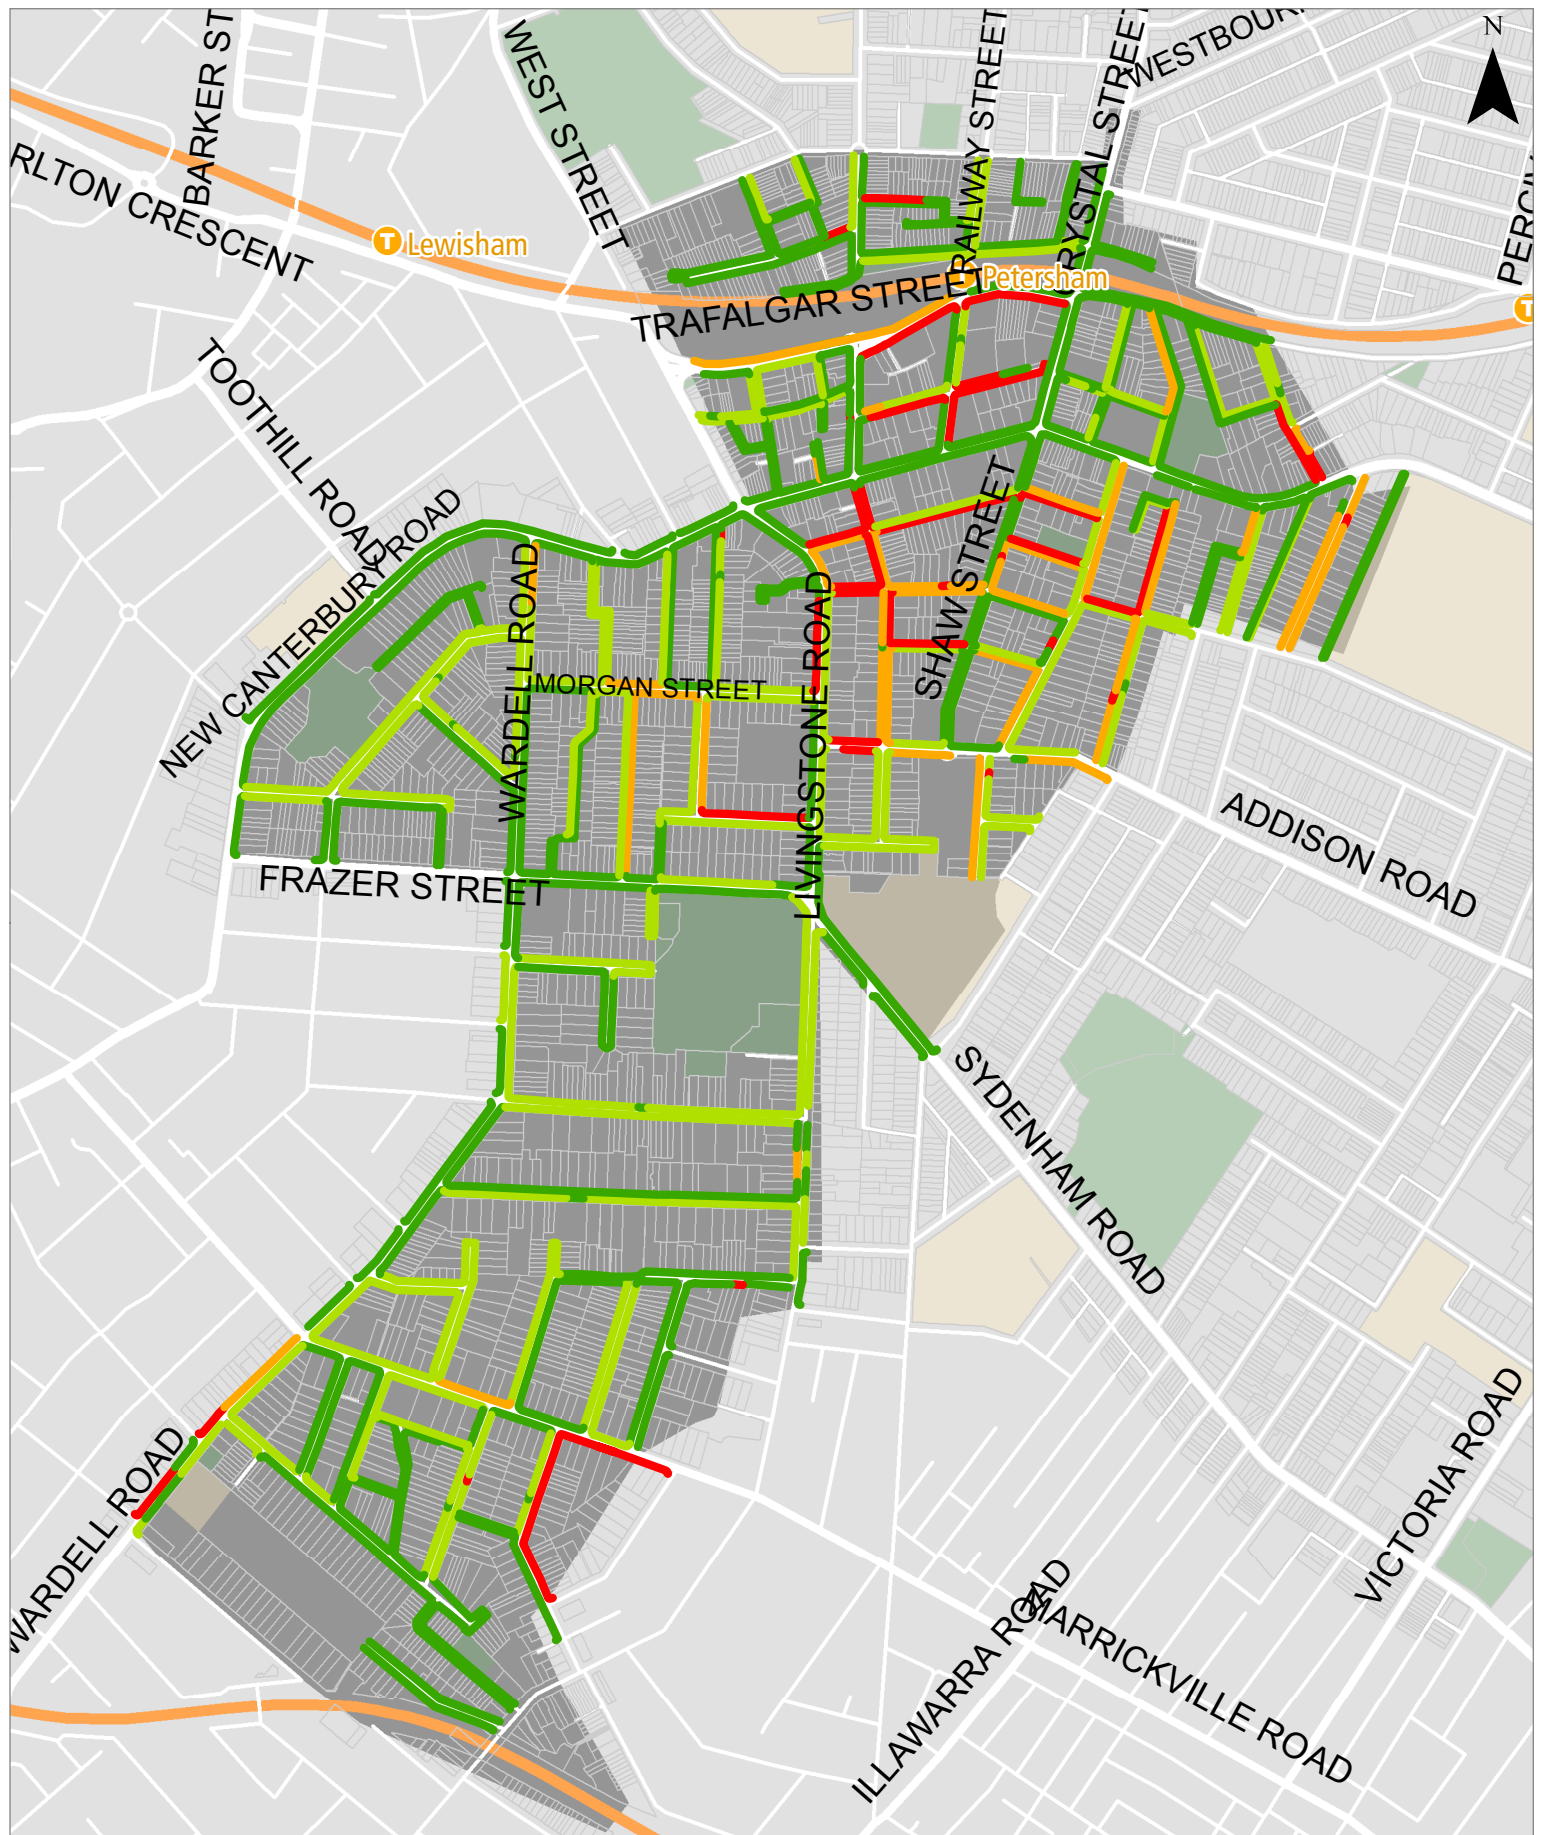 N
BARKER ST
WEST STREET
RAILWAY STREET
CRYSTAL STREET
WESTBOUR
RLTON CRESCENT
T
Lewisham
PERCIV
T
Petersham
TRAFALGAR STREET
TOOTHILL ROAD
NEW CANTERBURY ROAD
WARDELL ROAD
SHAW STREET
LIVINGSTONE ROAD
MORGAN STREET
ADDISON ROAD
FRAZER STREET
SYDENHAM ROAD
VICTORIA ROAD
WARDELL ROAD
ILLAWARRA ROAD
MARRICKVILLE ROAD